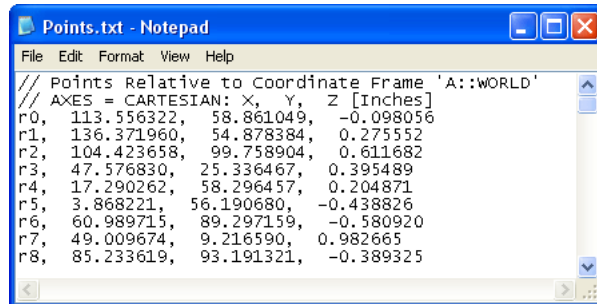 Points.txt - Notepad
File Edit Format View Help
// Points Relative to Coordinate Frame 'A::WORLD'
// AXES = CARTESIAN: X, Y, Z [Inches]
r0, 113.556322, 58.861049, -0.098056
r1, 136.371960, 54.878384, 0.275552
r2, 104.423658, 99.758904, 0.611682
r3, 47.576830, 25.336467, 0.395489
r4, 17.290262, 58.296457, 0.204871
r5, 3.868221, 56.190680, -0.438826
r6, 60.989715, 89.297159, -0.580920
r7, 49.009674, 9.216590, 0.982665
r8, 85.233619, 93.191321, -0.389325